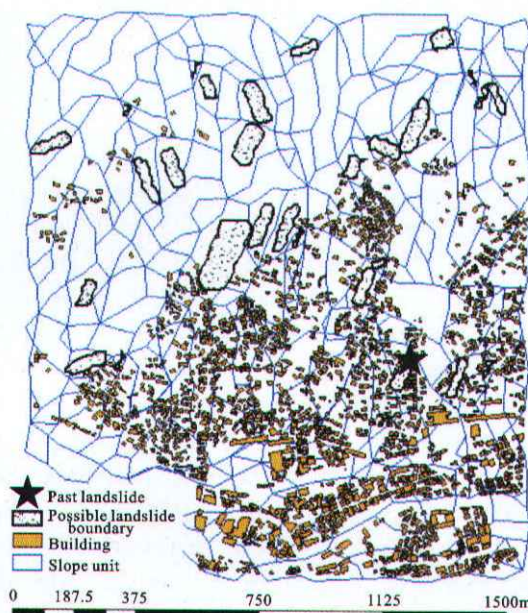 Past landslide
Possible landslide
boundary
Building
Slope unit
0 187.5 375 750 1125 1500m